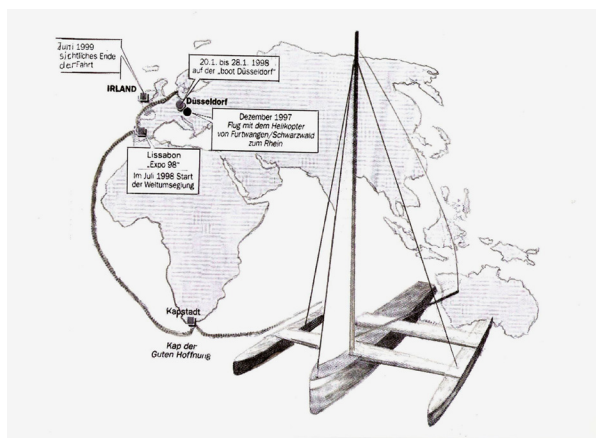 Juni 1999
sichtliches Ende
der Fahrt
20.1. bis 28.1. 1998
auf der „boot Düsseldorf“
IRLAND
Düsseldorf
Dezember 1997
Flug mit dem Helikopter
von Furtwangen/Schwarzwald
zum Rhein
Lissabon
„Expo 98“
Im Juli 1998 Start
der Weltumseglung
Kapstadt
Kap der
Guten Hoffnung